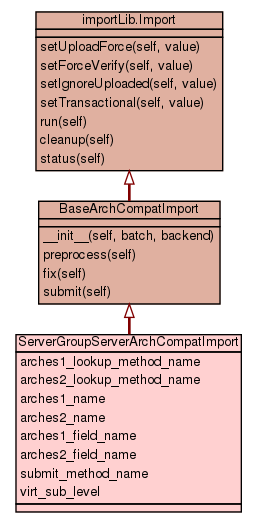 importLib.Import
setUploadForce(self, value)
setForceVerify(self, value)
setIgnoreUploaded(self, value)
setTransactional(self, value)
run(self)
cleanup(self)
status(self)
BaseArchCompatImport
__init__(self, batch, backend)
preprocess(self)
fix(self)
submit(self)
ServerGroupServerArchCompatImport
arches1_lookup_method_name
arches2_lookup_method_name
arches1_name
arches2_name
arches1_field_name
arches2_field_name
submit_method_name
virt_sub_level